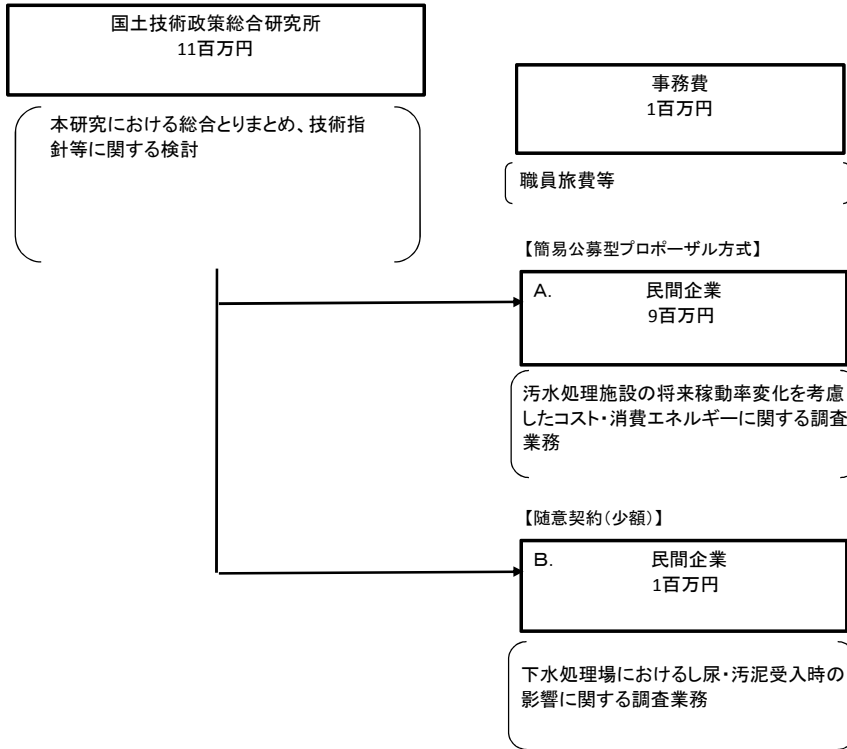 国土技術政策総合研究所
11百万円
本研究における総合とりまとめ、技術指
針等に関する検討
事務費
1百万円
職員旅費等
【簡易公募型プロポーザル方式】
A. 民間企業
9百万円
汚水処理施設の将来稼動率変化を考慮
したコスト・消費エネルギーに関する調査
業務
【随意契約(少額)】
B. 民間企業
1百万円
下水処理場におけるし尿・汚泥受入時の
影響に関する調査業務